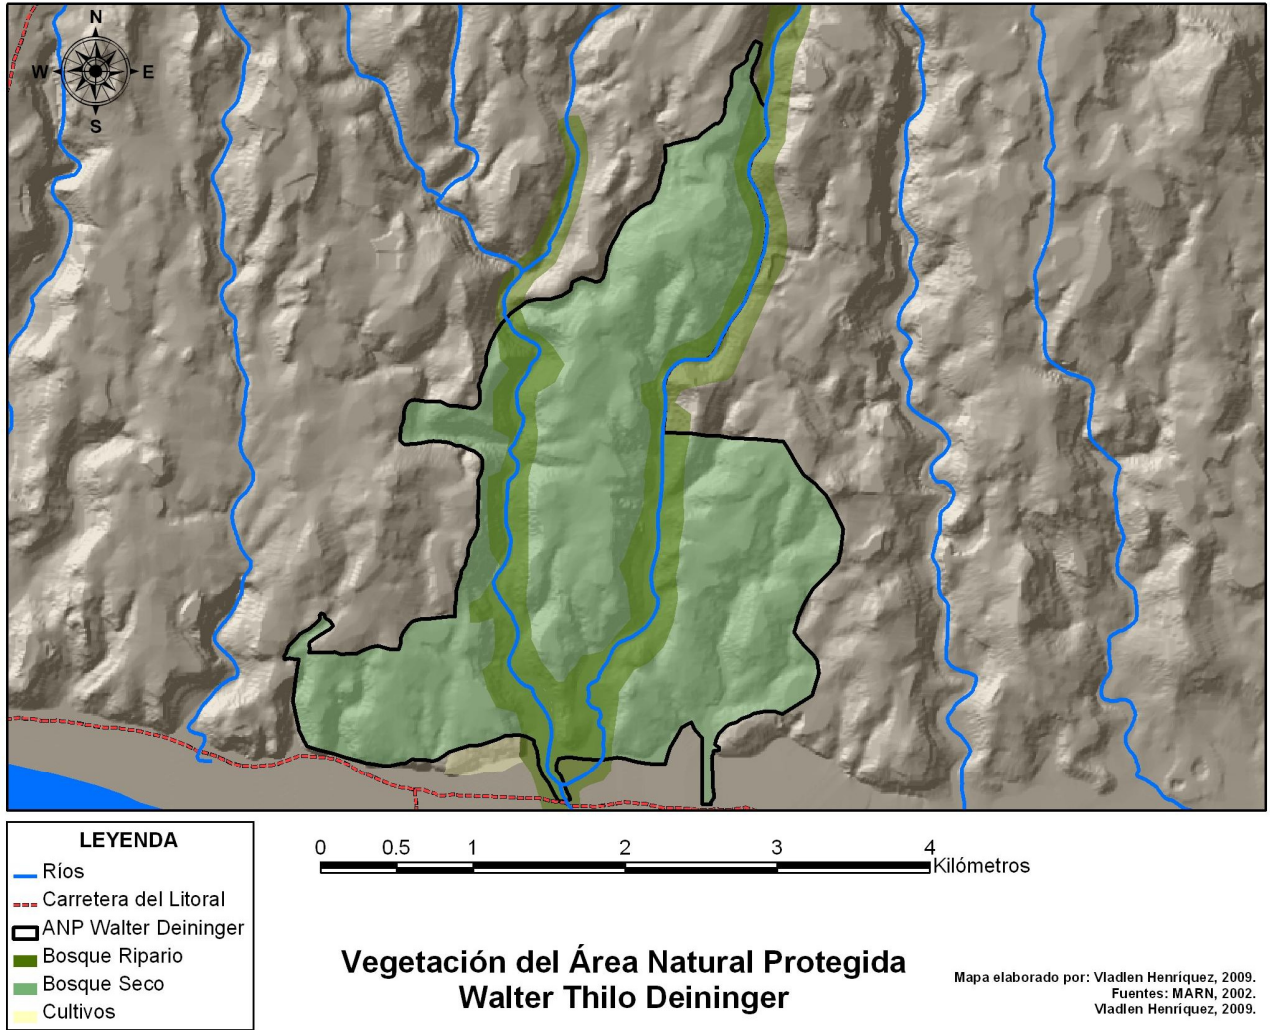 N
W E
S
LEYENDA
Ríos
Carretera del Litoral
ANP Walter Deininger
Bosque Ripario
Bosque Seco
Cultivos
0 0.5 1 2 3 4
Kilómetros
Vegetación del Área Natural Protegida
Walter Thilo Deininger
Mapa elaborado por: Vladlen Henríquez, 2009.
Fuentes: MARN, 2002.
Vladlen Henríquez, 2009.